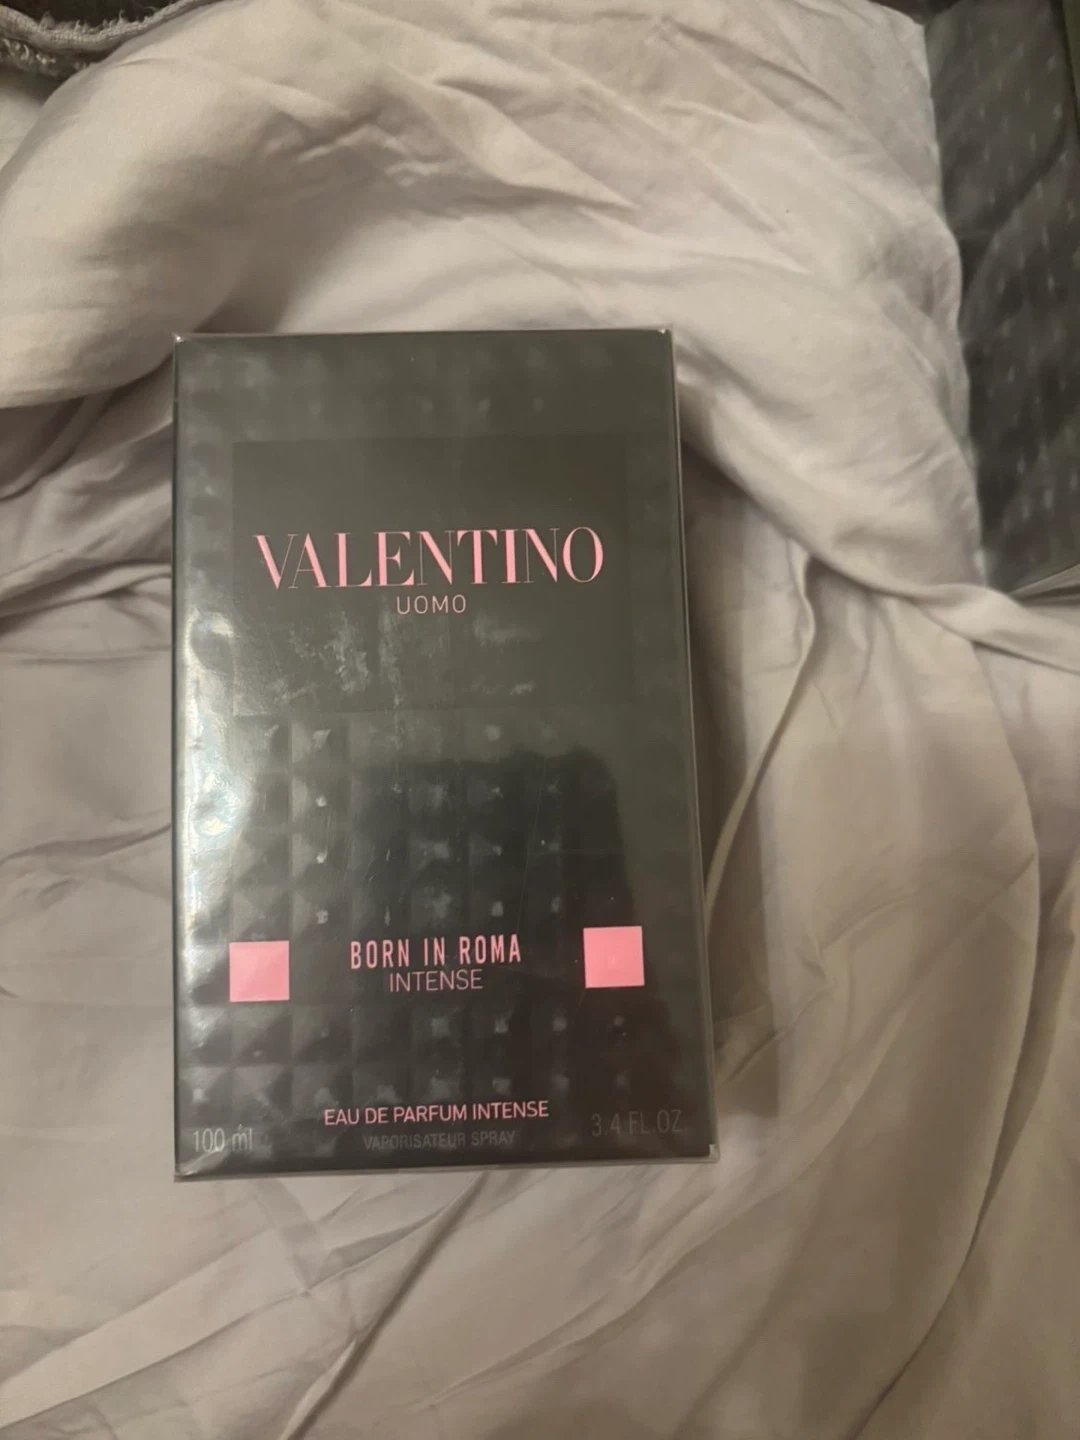 VALENTINO
UOMO
BORN IN ROMA
INTENSE
EAU DE PARFUM INTENSE
100 ml VAPORISATEUR SPRAY 3.4 FL.OZ.